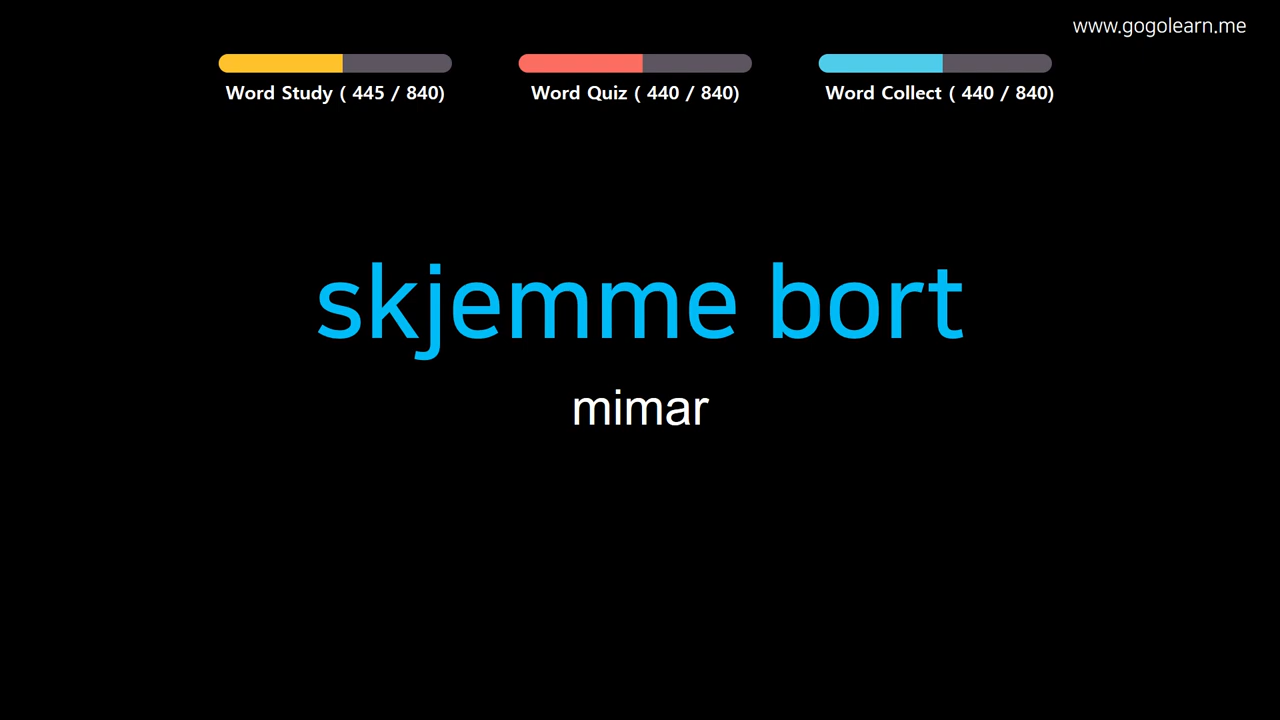 www.gogolearn.me
Word Study ( 445 / 840)
Word Quiz ( 440 / 840)
Word Collect ( 440 / 840)
skjemme bort
mimar